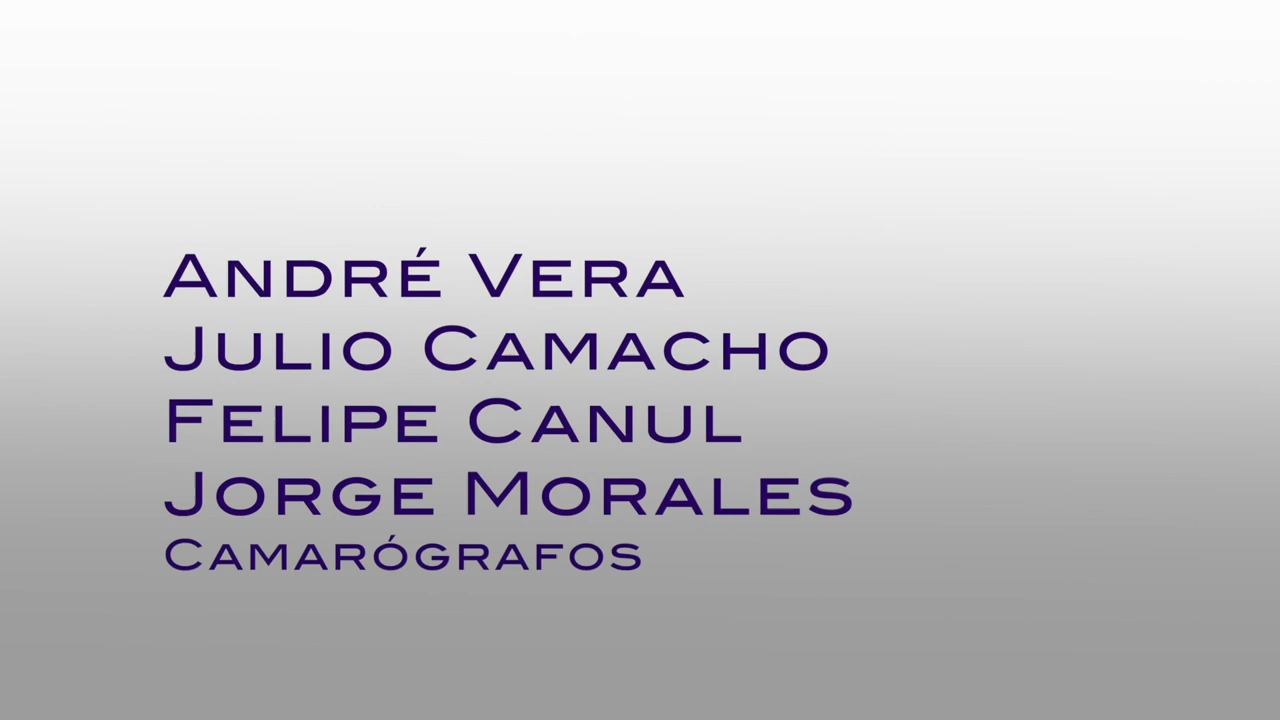 André Vera
Julio Camacho
Felipe Canul
Jorge Morales
Camarógrafos